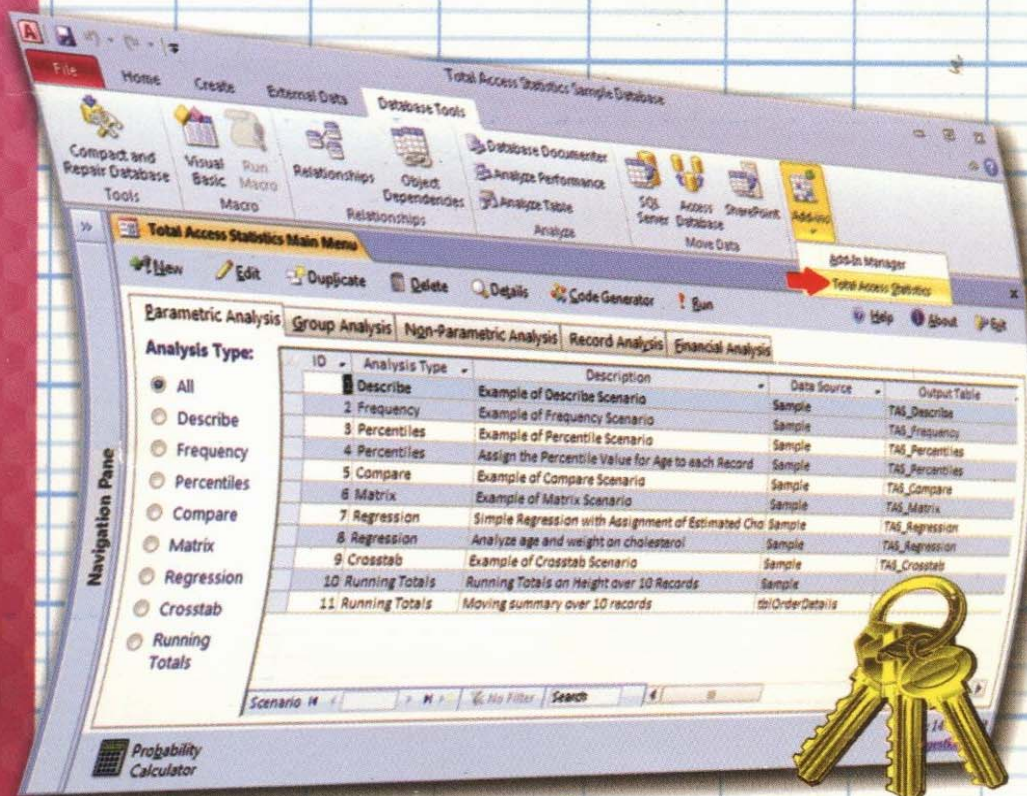 Total Access Statistics Sample Database
File Home Create External Data Database Tools
Compact and Repair Database
Tools
Visual Basic
Run Macro
Macro
Relationships
Object Dependencies
Relationships
Database Documenter
Analyze Performance
Analyze Table
Analyze
SQL Server
Access Database
SharePoint
Move Data
Add-ins
Add-In Manager
Total Access Statistics
Total Access Statistics Main Menu
New Edit Duplicate Delete Details Code Generator Run
Help About Exit
Parametric Analysis Group Analysis Non-Parametric Analysis Record Analysis Financial Analysis
Navigation Pane
Analysis Type:
All
Describe
Frequency
Percentiles
Compare
Matrix
Regression
Crosstab
Running Totals
ID Analysis Type Description Data Source Output Table
Describe Example of Describe Scenario Sample TAS_Describe
2 Frequency Example of Frequency Scenario Sample TAS_Frequency
3 Percentiles Example of Percentile Scenario Sample TAS_Percentiles
4 Percentiles Assign the Percentile Value for Age to each Record Sample TAS_Percentiles
5 Compare Example of Compare Scenario Sample TAS_Compare
6 Matrix Example of Matrix Scenario Sample TAS_Matrix
7 Regression Simple Regression with Assignment of Estimated Cho Sample TAS_Regression
8 Regression Analyze age and weight on cholesterol Sample TAS_Regression
9 Crosstab Example of Crosstab Scenario Sample TAS_Crosstab
10 Running Totals Running Totals on Height over 10 Records Sample
11 Running Totals Moving summary over 10 records tblOrderDetails
Scenario No Filter Search
Probability Calculator